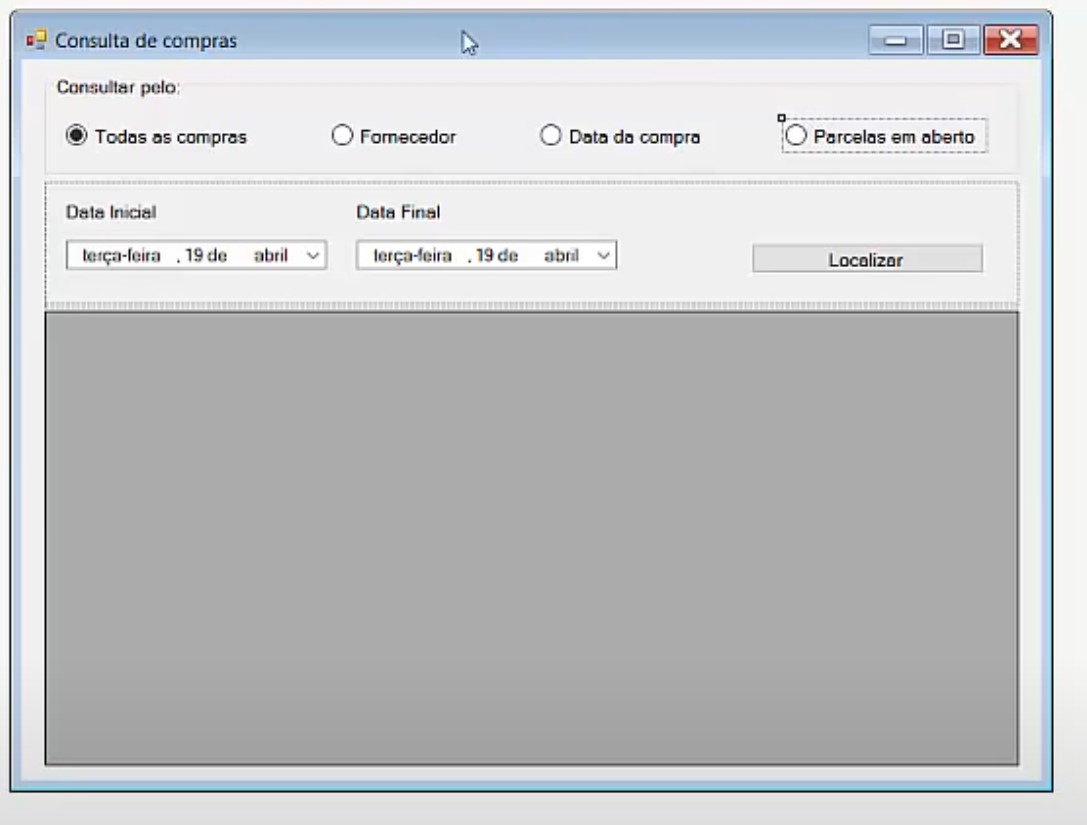 Consulta de compras
Consultar pelo:
Todas as compras Fornecedor Data da compra Parcelas em aberto
Data Inicial Data Final
terça-feira , 19 de abril terça-feira , 19 de abril Localizar